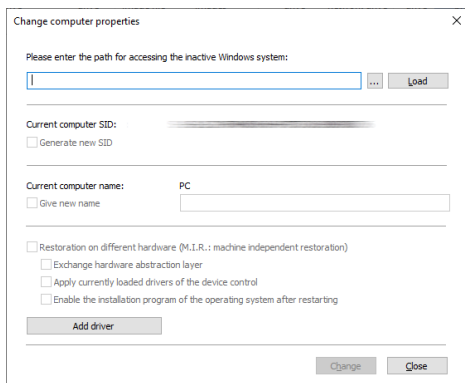 Change computer properties
Please enter the path for accessing the inactive Windows system:
... Load
Current computer SID:
Generate new SID
Current computer name: PC
Give new name
Restoration on different hardware (M.I.R.: machine independent restoration)
Exchange hardware abstraction layer
Apply currently loaded drivers of the device control
Enable the installation program of the operating system after restarting
Add driver
Change Close